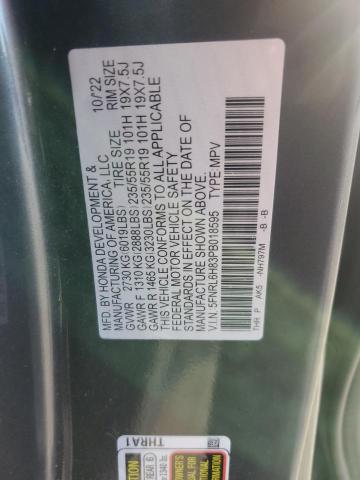 MFD. BY HONDA DEVELOPMENT & 10/22
MANUFACTURING OF AMERICA, LLC
TIRE SIZE RIM SIZE
GVWR 2730 KG(6019LBS)
GAWR F 1310 KG(2888LBS) 235/55R19 101H 19X7.5J
GAWR R 1465 KG(3230LBS) 235/55R19 101H 19X7.5J
THIS VEHICLE CONFORMS TO ALL APPLICABLE
FEDERAL MOTOR VEHICLE SAFETY
STANDARDS IN EFFECT ON THE DATE OF
MANUFACTURE SHOWN ABOVE.
V.I.N. 5FNRL6H83PB018595 TYPE MPV
THR P AK5 -NH797M -B -B
THRA1
REAR 6